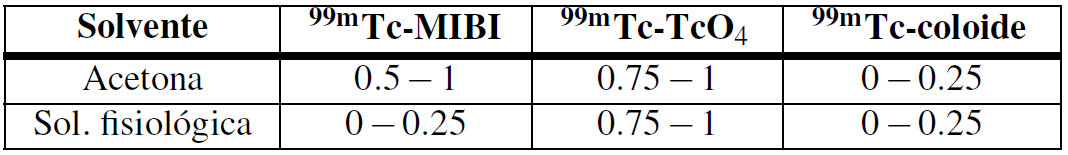 Solvente ⁹⁹ᵐTc-MIBI ⁹⁹ᵐTc-TcO₄ ⁹⁹ᵐTc-coloide
Acetona 0.5 – 1 0.75 – 1 0 – 0.25
Sol. fisiológica 0 – 0.25 0.75 – 1 0 – 0.25